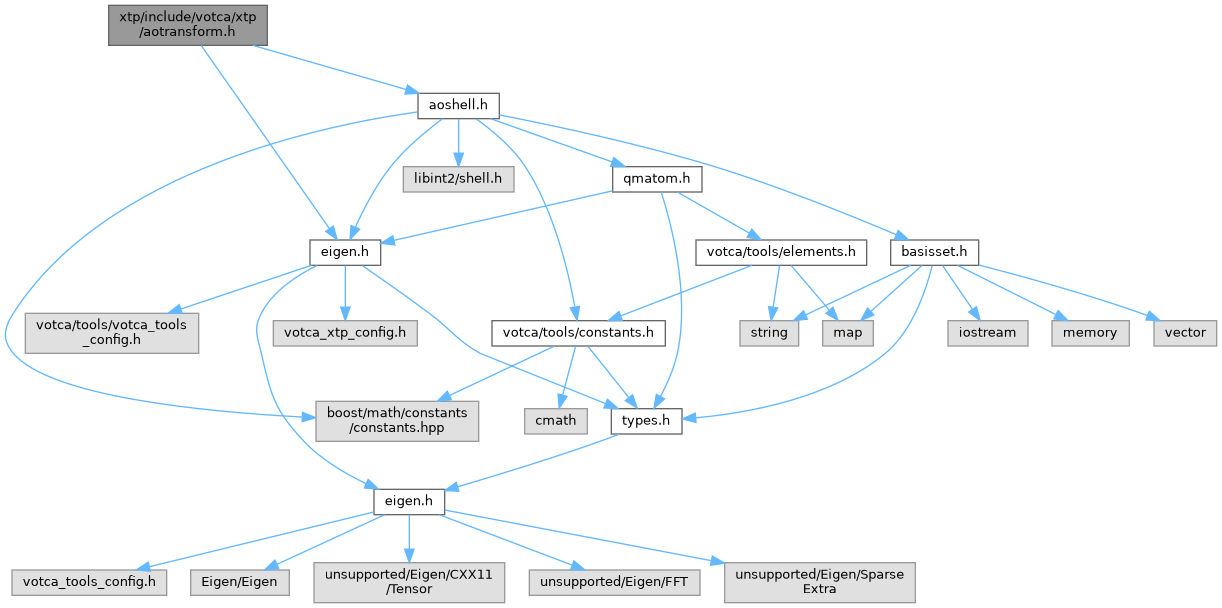 xtp/include/votca/xtp
/aotransform.h
aoshell.h
libint2/shell.h
qmatom.h
eigen.h
votca/tools/elements.h
basisset.h
votca/tools/votca_tools
_config.h
votca_xtp_config.h
votca/tools/constants.h
string
map
iostream
memory
vector
boost/math/constants
/constants.hpp
cmath
types.h
eigen.h
votca_tools_config.h
Eigen/Eigen
unsupported/Eigen/CXX11
/Tensor
unsupported/Eigen/FFT
unsupported/Eigen/Sparse
Extra